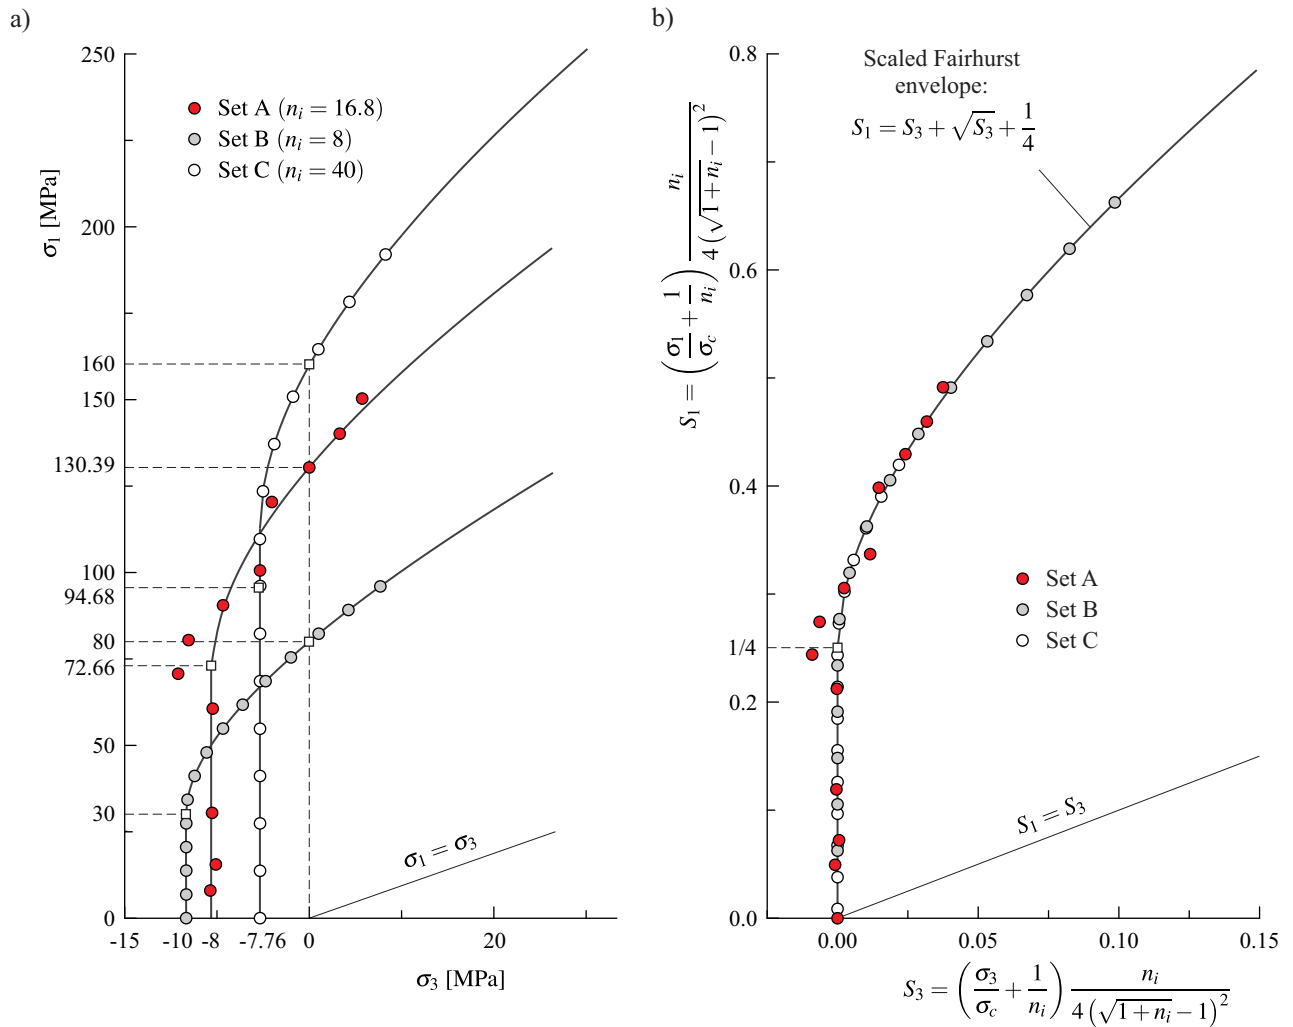 a)
250
200
160
150
130.39
100
94.68
80
72.66
50
30
0
σ₁ [MPa]
Set A (nᵢ = 16.8)
Set B (nᵢ = 8)
Set C (nᵢ = 40)
σ₁ = σ₃
-15 -10 -8 -7.76 0 20
σ₃ [MPa]
b)
0.8
0.6
0.4
1/4
0.2
0.0
S₁ = (σ₁/σ_c + 1/nᵢ) nᵢ/4(√(1+nᵢ) − 1)²
Scaled Fairhurst
envelope:
S₁ = S₃ + √S₃ + 1/4
Set A
Set B
Set C
S₁ = S₃
0.00 0.05 0.10 0.15
S₃ = (σ₃/σ_c + 1/nᵢ) nᵢ/4(√(1+nᵢ) − 1)²